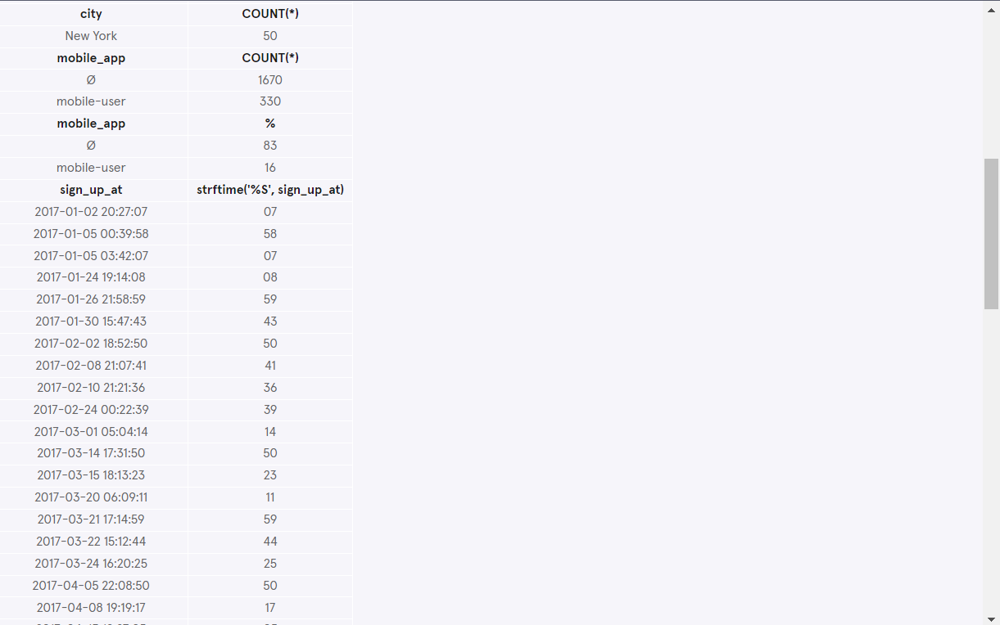 city COUNT(*)
New York 50
mobile_app COUNT(*)
Ø 1670
mobile-user 330
mobile_app %
Ø 83
mobile-user 16
sign_up_at strftime('%S', sign_up_at)
2017-01-02 20:27:07 07
2017-01-05 00:39:58 58
2017-01-05 03:42:07 07
2017-01-24 19:14:08 08
2017-01-26 21:58:59 59
2017-01-30 15:47:43 43
2017-02-02 18:52:50 50
2017-02-08 21:07:41 41
2017-02-10 21:21:36 36
2017-02-24 00:22:39 39
2017-03-01 05:04:14 14
2017-03-14 17:31:50 50
2017-03-15 18:13:23 23
2017-03-20 06:09:11 11
2017-03-21 17:14:59 59
2017-03-22 15:12:44 44
2017-03-24 16:20:25 25
2017-04-05 22:08:50 50
2017-04-08 19:19:17 17